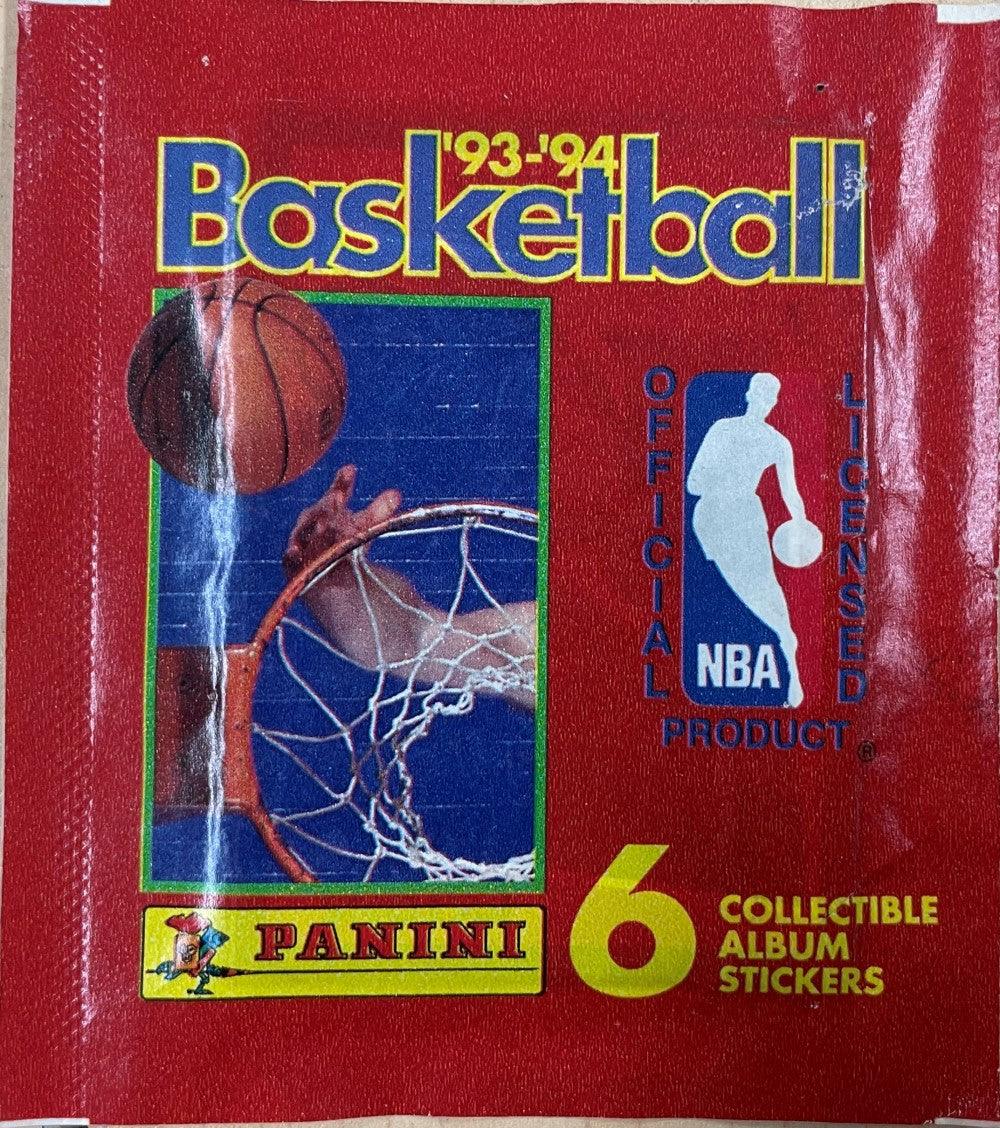 '93-'94
Basketball
OFFICIAL
LICENSED
NBA
PRODUCT ®
PANINI
6
COLLECTIBLE
ALBUM
STICKERS